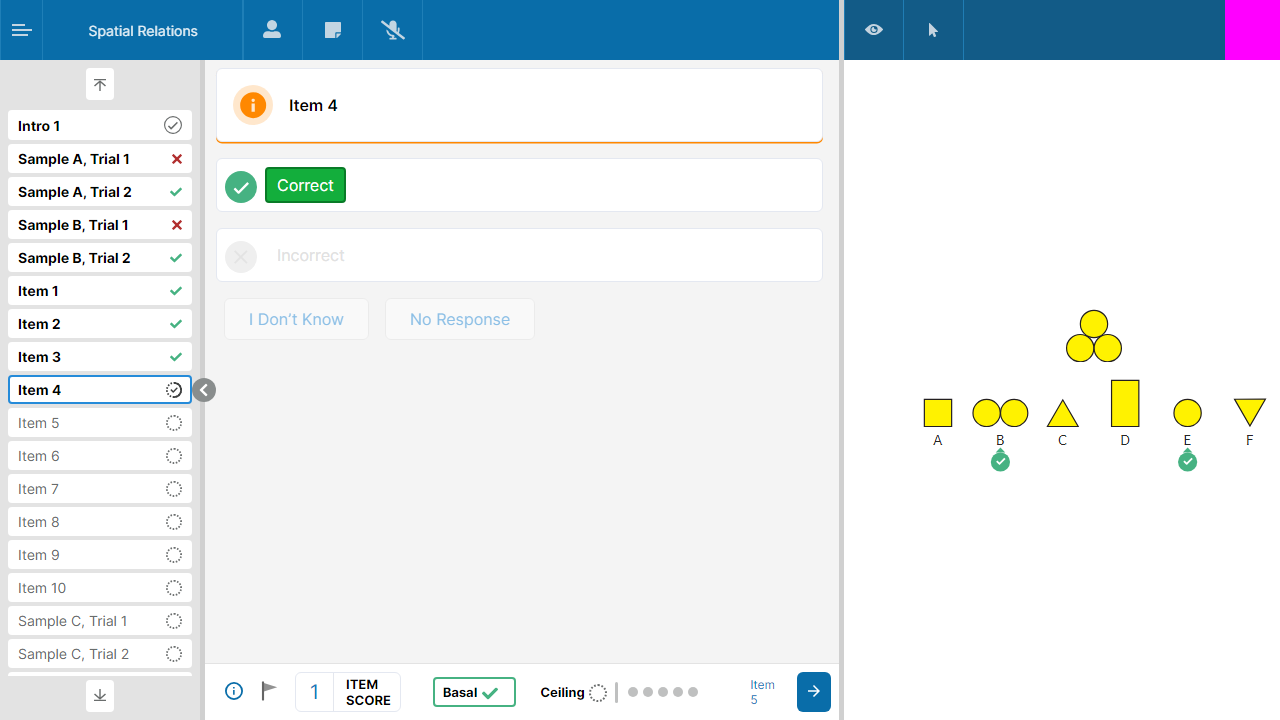 Spatial Relations
Intro 1
Sample A, Trial 1
Sample A, Trial 2
Sample B, Trial 1
Sample B, Trial 2
Item 1
Item 2
Item 3
Item 4
Item 5
Item 6
Item 7
Item 8
Item 9
Item 10
Sample C, Trial 1
Sample C, Trial 2
Item 4
Correct
Incorrect
I Don't Know
No Response
1
ITEM
SCORE
Basal
Ceiling
Item
5
A B C D E F